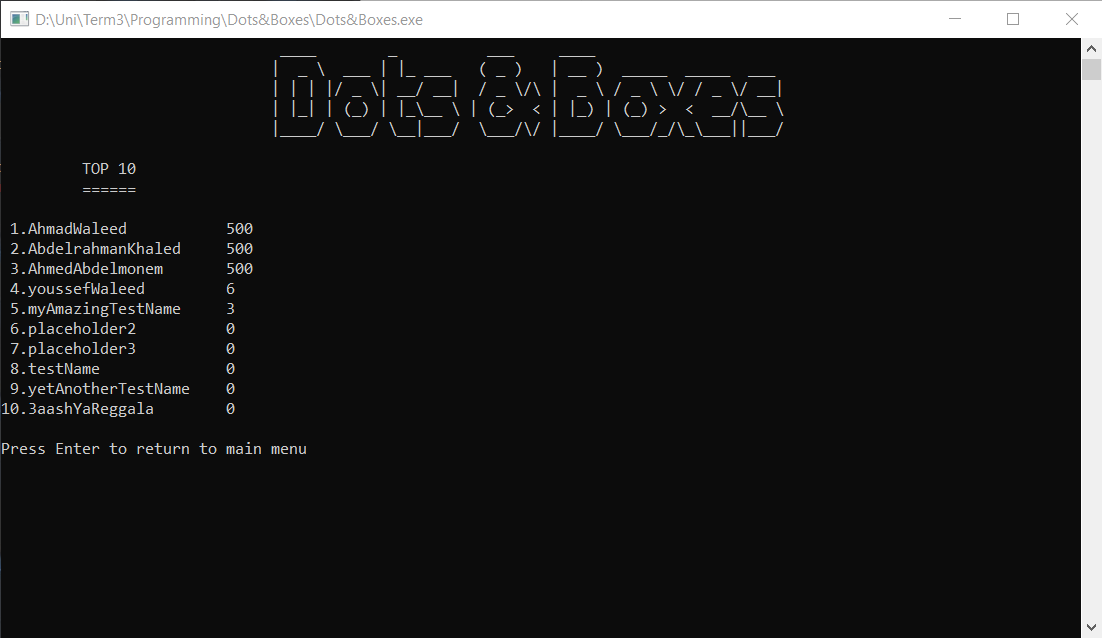 D:\Uni\Term3\Programming\Dots&Boxes\Dots&Boxes.exe
Dots & Boxes
TOP 10
======
1.AhmadWaleed 500
2.AbdelrahmanKhaled 500
3.AhmedAbdelmonem 500
4.youssefWaleed 6
5.myAmazingTestName 3
6.placeholder2 0
7.placeholder3 0
8.testName 0
9.yetAnotherTestName 0
10.3aashYaReggala 0
Press Enter to return to main menu